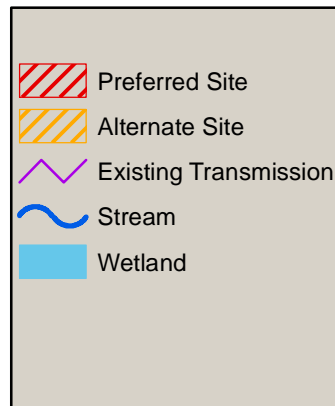 Preferred Site
Alternate Site
Existing Transmission
Stream
Wetland